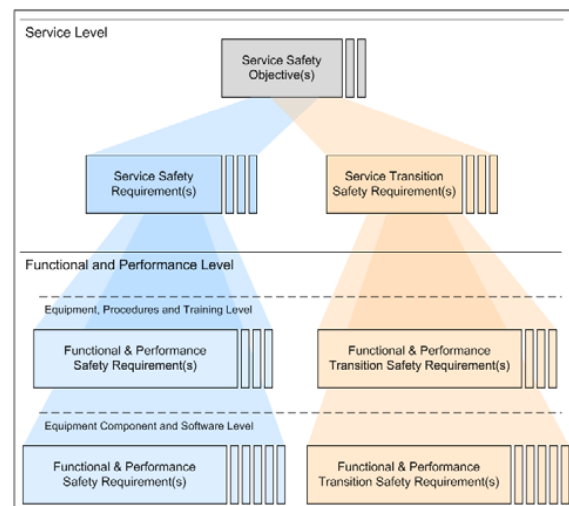 Service Level
Service Safety
Objective(s)
Service Safety
Requirement(s)
Service Transition
Safety Requirement(s)
Functional and Performance Level
Equipment, Procedures and Training Level
Functional & Performance
Safety Requirement(s)
Functional & Performance
Transition Safety Requirement(s)
Equipment Component and Software Level
Functional & Performance
Safety Requirement(s)
Functional & Performance
Transition Safety Requirement(s)